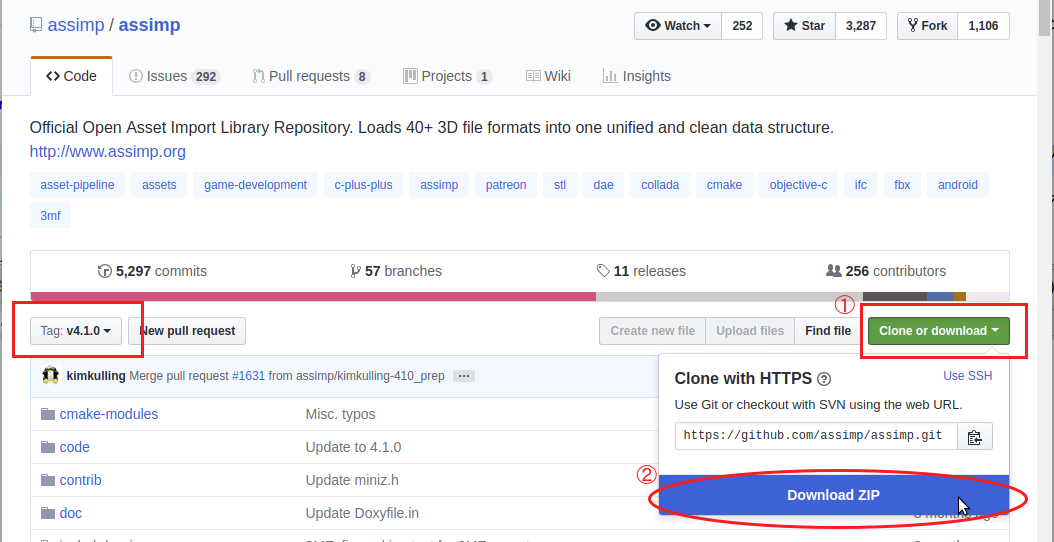 assimp / assimp
Watch 252 Star 3,287 Fork 1,106
Code Issues 292 Pull requests 8 Projects 1 Wiki Insights
Official Open Asset Import Library Repository. Loads 40+ 3D file formats into one unified and clean data structure.
http://www.assimp.org
asset-pipeline assets game-development c-plus-plus assimp patreon stl dae collada cmake objective-c ifc fbx android
3mf
5,297 commits 57 branches 11 releases 256 contributors
①
Tag: v4.1.0 New pull request Create new file Upload files Find file Clone or download
kimkulling Merge pull request #1631 from assimp/kimkulling-410_prep ...
Clone with HTTPS Use SSH
Use Git or checkout with SVN using the web URL.
https://github.com/assimp/assimp.git
②
Download ZIP
cmake-modules Misc. typos
code Update to 4.1.0
contrib Update miniz.h
doc Update Doxyfile.in